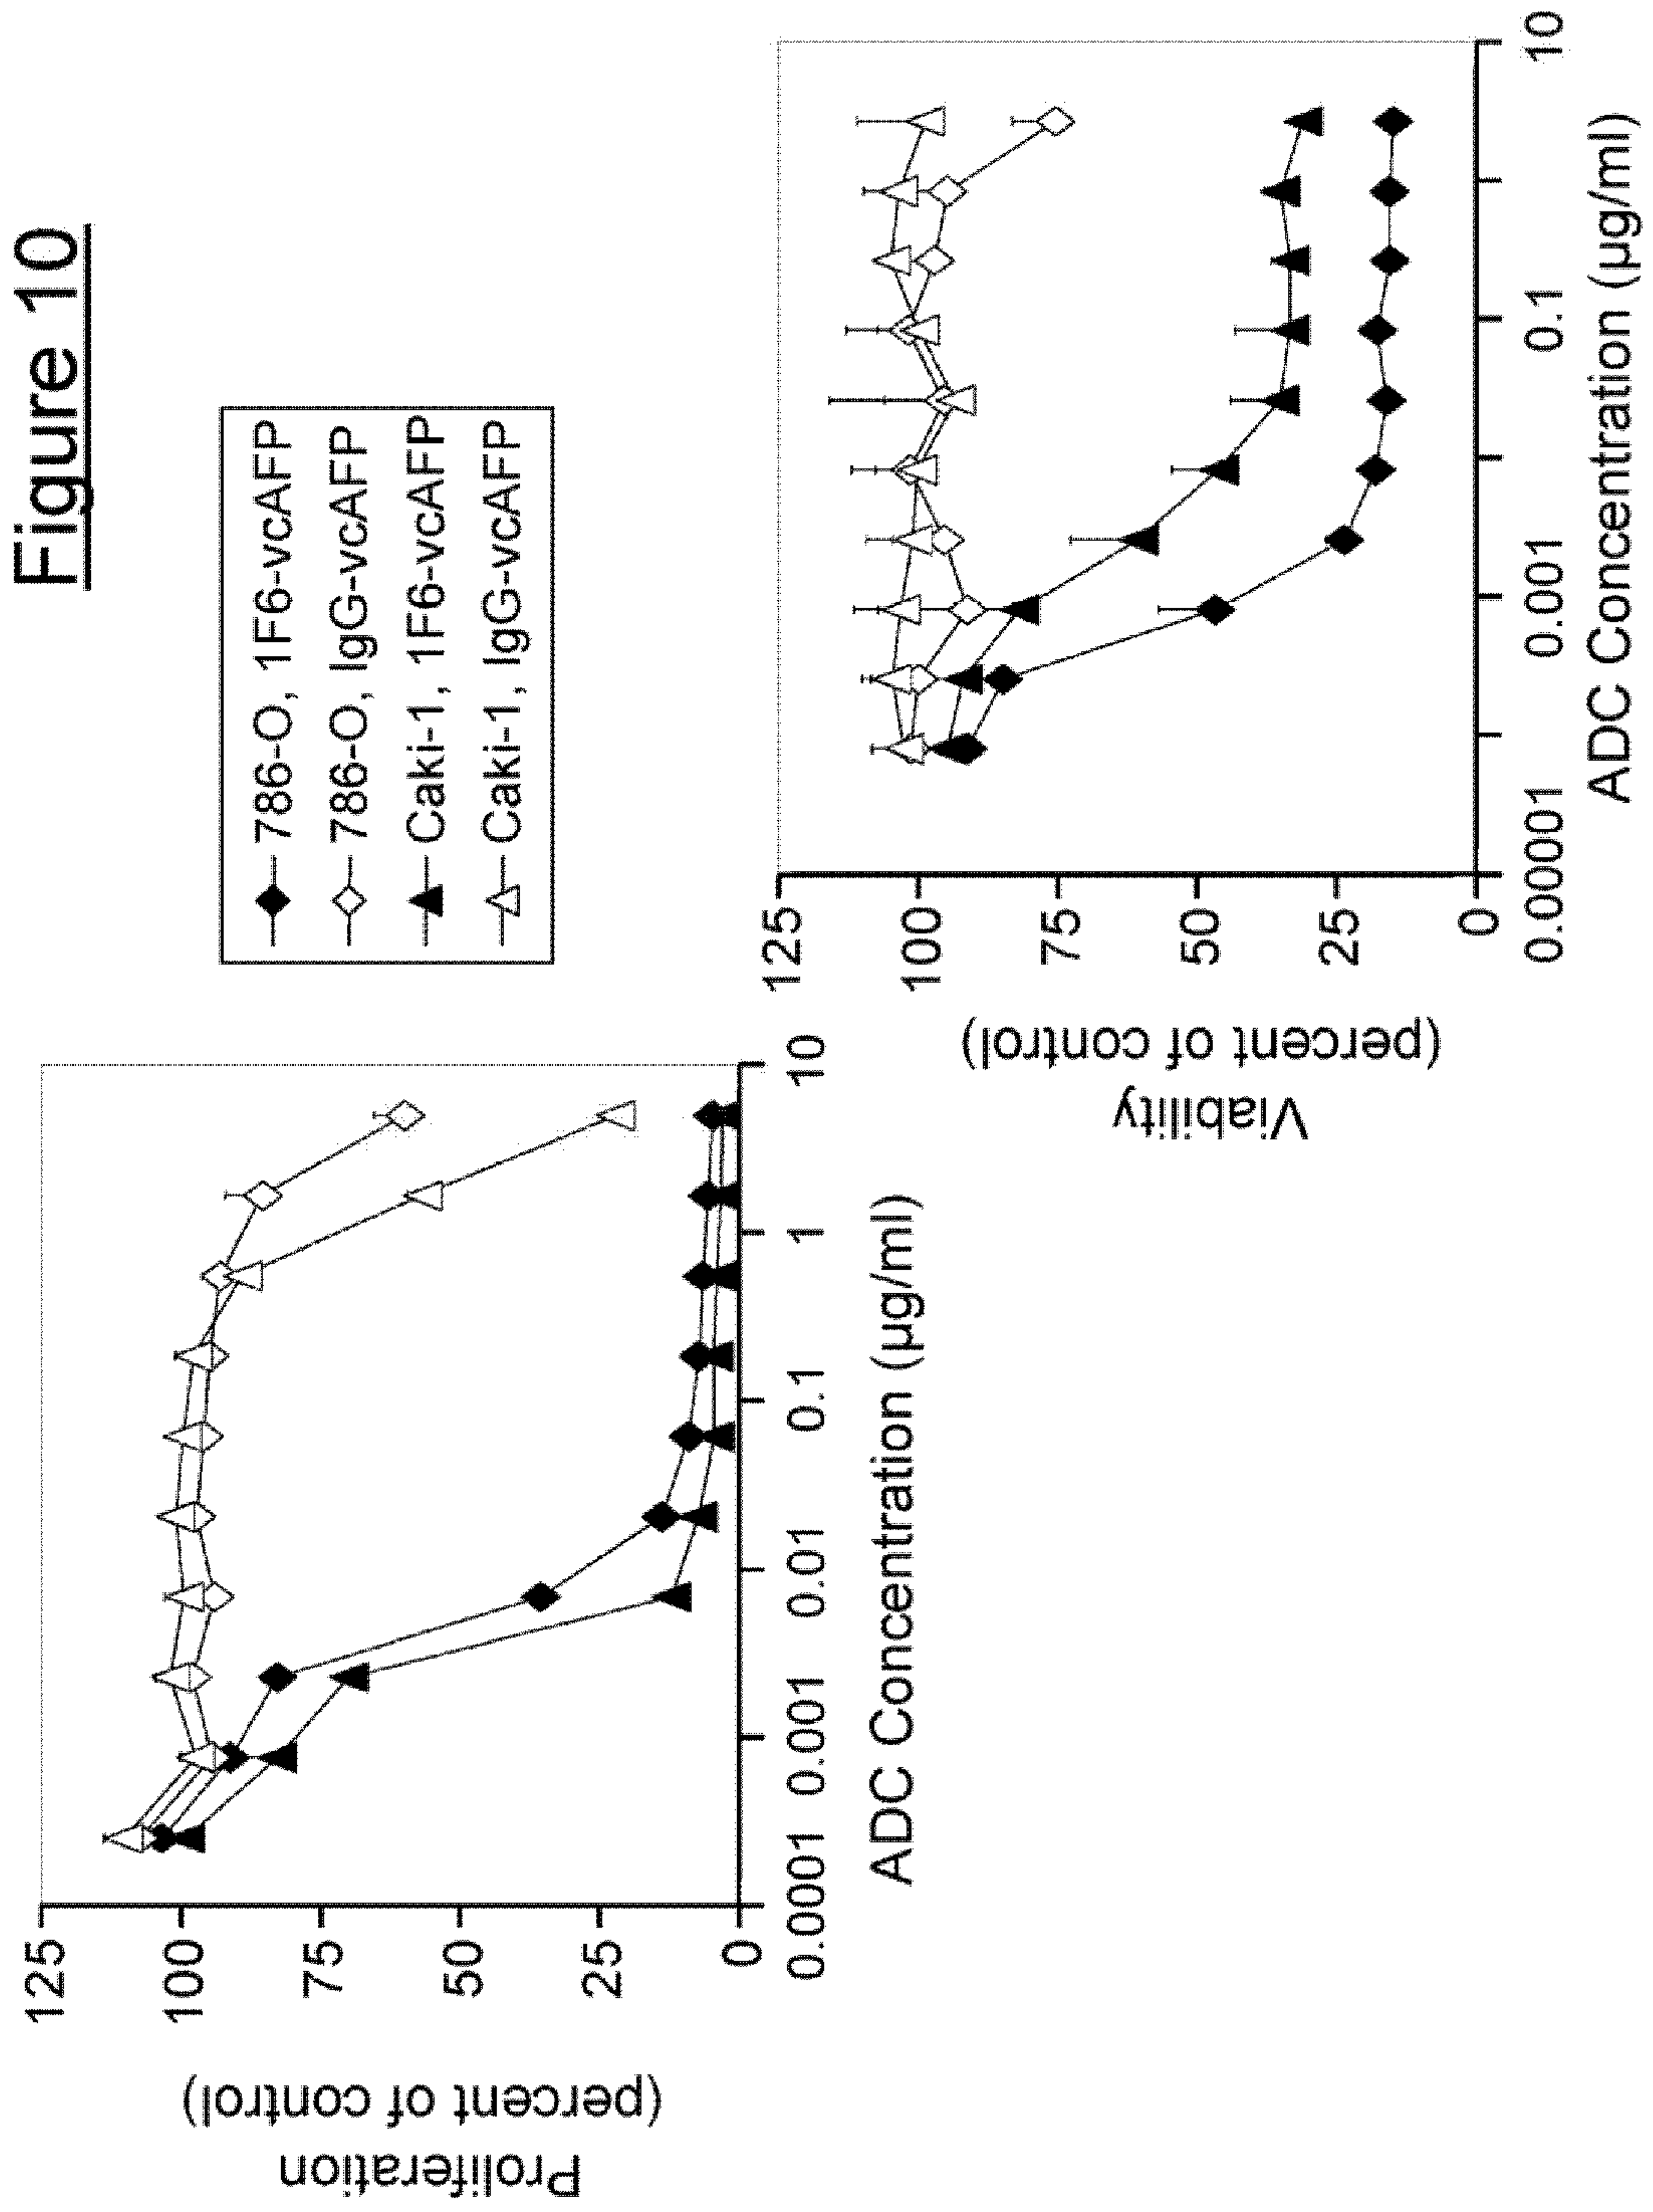 Figure 10
786-O, 1F6-vcAFP
786-O, IgG-vcAFP
Caki-1, 1F6-vcAFP
Caki-1, IgG-vcAFP
Proliferation
(percent of control)
125
100
75
50
25
0
0.0001 0.001 0.01 0.1 1 10
ADC Concentration (µg/ml)
Viability
(percent of control)
125
100
75
50
25
0
0.00001 0.001 0.1 10
ADC Concentration (µg/ml)